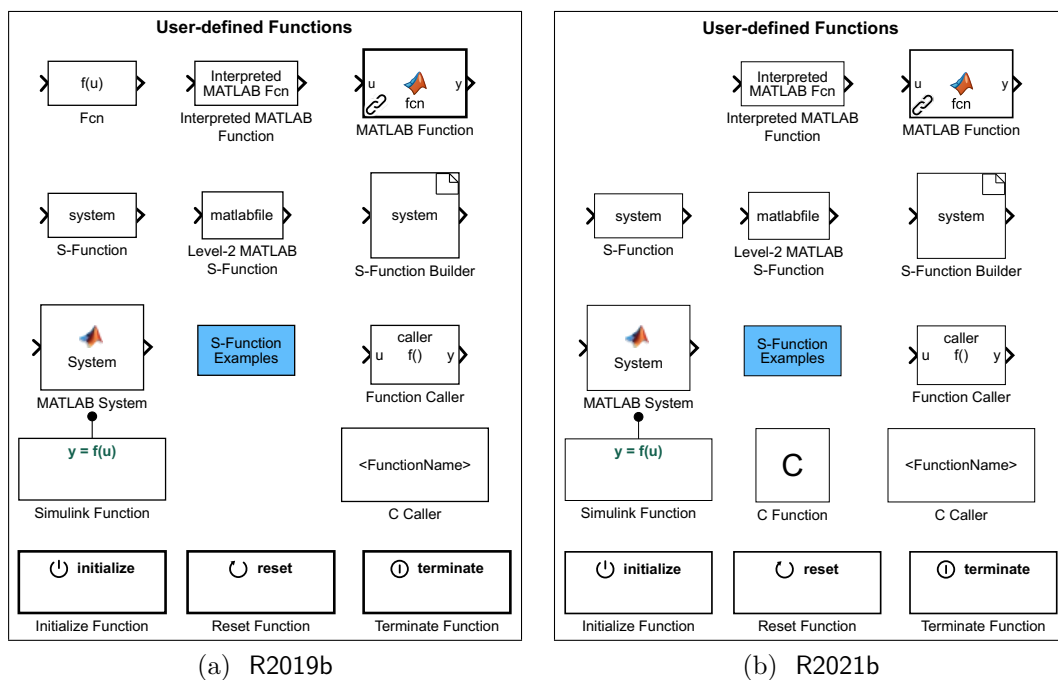 User-defined Functions
f(u)
Fcn
Interpreted
MATLAB Fcn
Interpreted MATLAB
Function
u
fcn
y
MATLAB Function
system
S-Function
matlabfile
Level-2 MATLAB
S-Function
system
S-Function Builder
System
MATLAB System
S-Function
Examples
caller
u
f()
y
Function Caller
y = f(u)
Simulink Function
<FunctionName>
C Caller
initialize
Initialize Function
reset
Reset Function
terminate
Terminate Function
(a) R2019b
User-defined Functions
Interpreted
MATLAB Fcn
Interpreted MATLAB
Function
u
fcn
y
MATLAB Function
system
S-Function
matlabfile
Level-2 MATLAB
S-Function
system
S-Function Builder
System
MATLAB System
S-Function
Examples
caller
u
f()
y
Function Caller
y = f(u)
Simulink Function
C
C Function
<FunctionName>
C Caller
initialize
Initialize Function
reset
Reset Function
terminate
Terminate Function
(b) R2021b